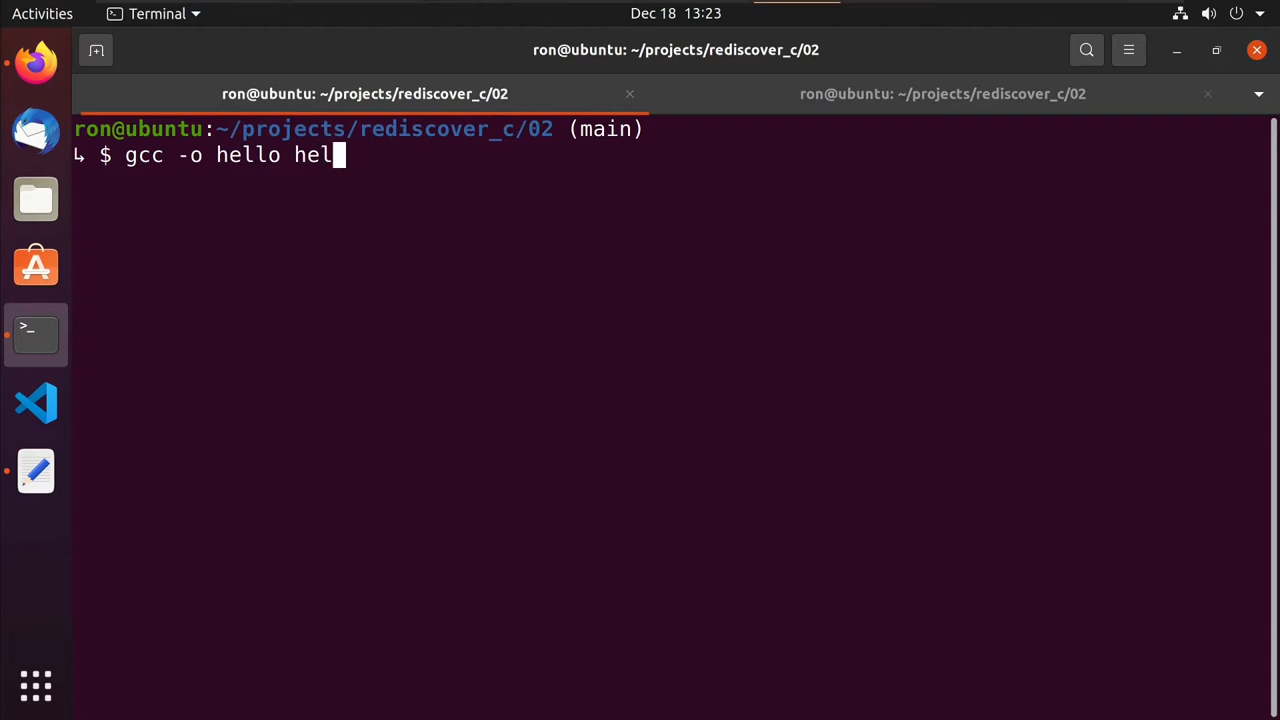 Activities Terminal Dec 18 13:23
ron@ubuntu: ~/projects/rediscover_c/02
ron@ubuntu: ~/projects/rediscover_c/02 ron@ubuntu: ~/projects/rediscover_c/02
ron@ubuntu:~/projects/rediscover_c/02 (main)
↳ $ gcc -o hello hel
>_